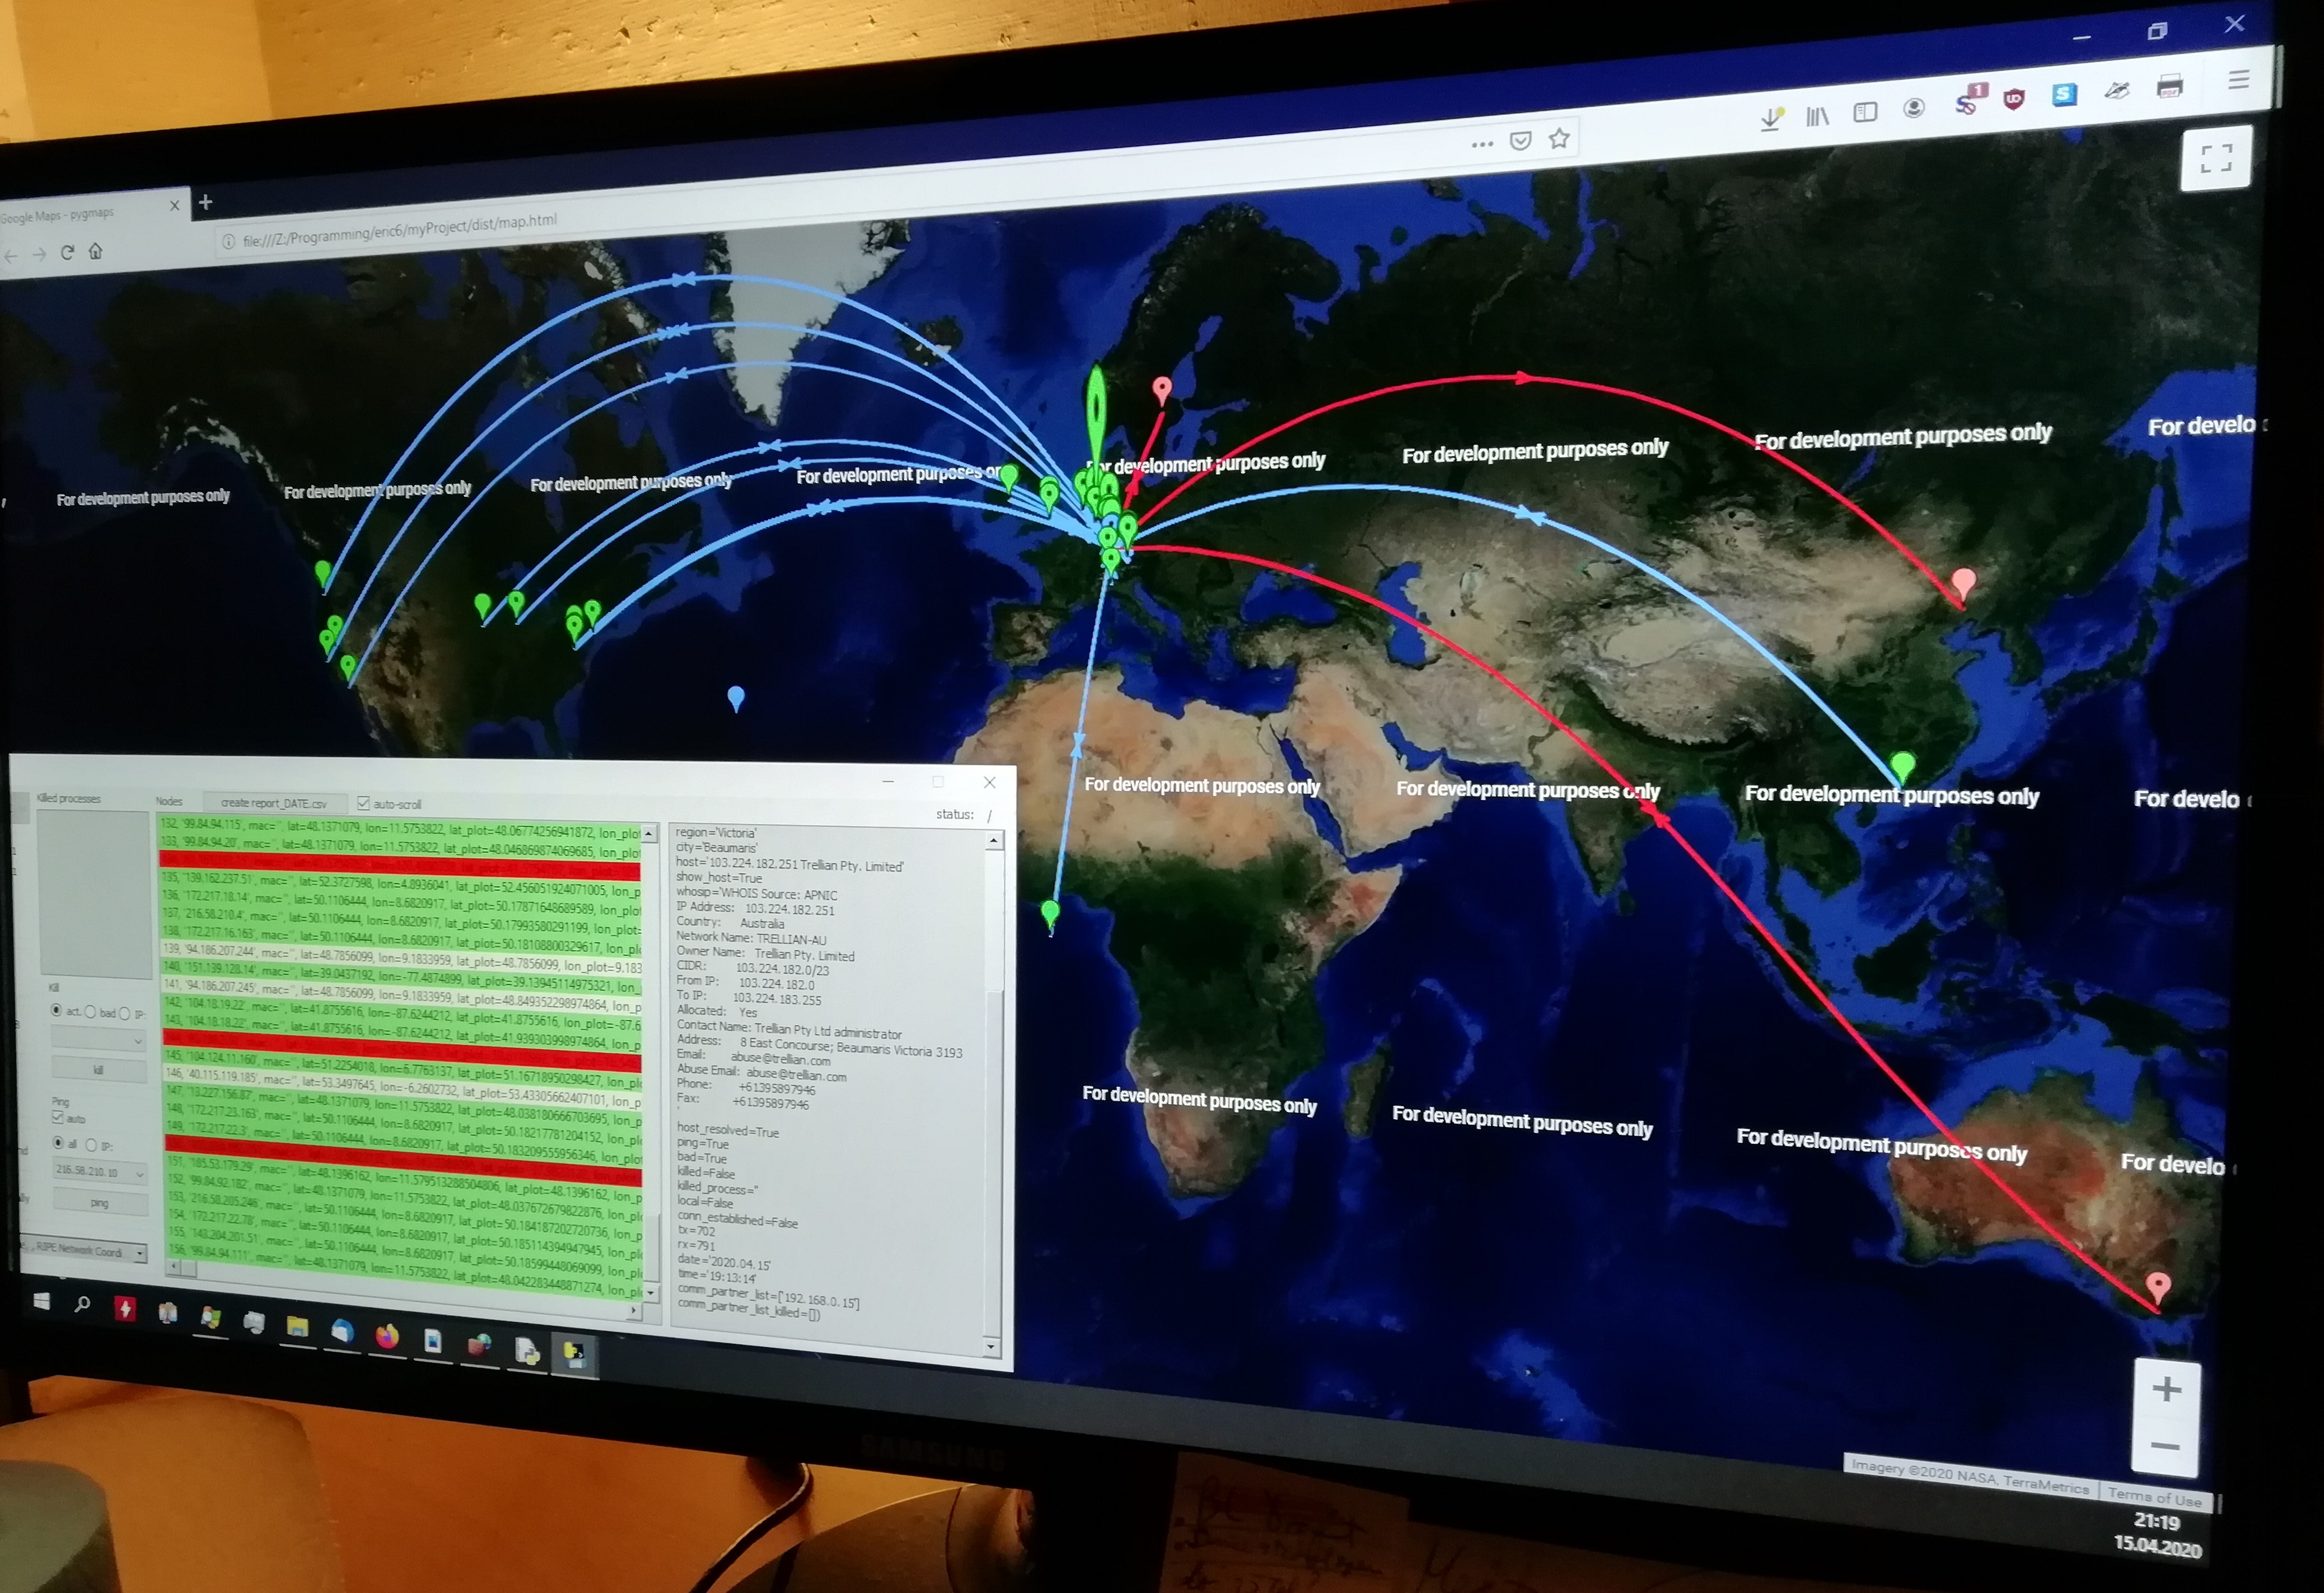 Google Maps - pygmaps
file:///Z:/Programming/eric6/myProject/dist/map.html
1
For development purposes only
For development purposes only
For development purposes only
For development purposes or
For development purposes only
For development purposes only
For development purposes only
For develo
For development purposes only
For development purposes only
For development purposes only
For develo
For development purposes only
For development purposes only
For development purposes only
For develo
Killed processes
Nodes
create report_DATE.csv
auto-scroll
status: /
132, '99.84.94.115', mac='', lat=48.1371079, lon=11.5753822, lat_plot=48.06774256941872, lon_plo
133, '99.84.94.20', mac='', lat=48.1371079, lon=11.5753822, lat_plot=48.046869874069685, lon_plo
135, '139.162.237.51', mac='', lat=52.3727598, lon=4.8936041, lat_plot=52.456051924071005, lon_p
136, '172.217.18.14', mac='', lat=50.1106444, lon=8.6820917, lat_plot=50.17871648689589, lon_plo
137, '216.58.210.4', mac='', lat=50.1106444, lon=8.6820917, lat_plot=50.17993580291199, lon_plo
138, '172.217.16.163', mac='', lat=50.1106444, lon=8.6820917, lat_plot=50.18108800329617, lon_pl
139, '94.186.207.244', mac='', lat=48.7856099, lon=9.1833959, lat_plot=48.7856099, lon_plot=9.183
140, '151.139.128.14', mac='', lat=39.0437192, lon=-77.4874899, lat_plot=39.13945114975321, lon_
141, '94.186.207.245', mac='', lat=48.7856099, lon=9.1833959, lat_plot=48.849352298974864, lon_p
142, '104.18.19.22', mac='', lat=41.8755616, lon=-87.6244212, lat_plot=41.8755616, lon_plot=-87.6
143, '104.18.18.22', mac='', lat=41.8755616, lon=-87.6244212, lat_plot=41.939303998974864, lon_p
145, '104.124.11.160', mac='', lat=51.2254018, lon=6.7763137, lat_plot=51.16718950298427, lon_pl
146, '40.115.119.185', mac='', lat=53.3497645, lon=-6.2602732, lat_plot=53.43305662407101, lon_p
147, '13.227.156.87', mac='', lat=48.1371079, lon=11.5753822, lat_plot=48.038180666703695, lon_p
148, '172.217.23.163', mac='', lat=50.1106444, lon=8.6820917, lat_plot=50.18217781204152, lon_pl
149, '172.217.22.3', mac='', lat=50.1106444, lon=8.6820917, lat_plot=50.183209555956346, lon_plo
151, '185.53.179.29', mac='', lat=48.1396162, lon=11.579513288504806, lat_plot=48.1396162, lon_p
152, '99.84.92.182', mac='', lat=48.1371079, lon=11.5753822, lat_plot=48.037672679822876, lon_pl
153, '216.58.205.246', mac='', lat=50.1106444, lon=8.6820917, lat_plot=50.184187202720736, lon_pl
154, '172.217.22.78', mac='', lat=50.1106444, lon=8.6820917, lat_plot=50.185114394947945, lon_pl
155, '143.204.201.51', mac='', lat=50.1106444, lon=8.6820917, lat_plot=50.18599448069099, lon_pl
156, '99.84.94.111', mac='', lat=48.1371079, lon=11.5753822, lat_plot=48.042283448871274, lon_pl
Kill
act. bad IP:
kill
Ping
auto
all IP:
216.58.210.10
ping
RIPE Network Coordi
region='Victoria'
city='Beaumaris'
host='103.224.182.251 Trellian Pty. Limited'
show_host=True
whosip='WHOIS Source: APNIC
IP Address: 103.224.182.251
Country: Australia
Network Name: TRELLIAN-AU
Owner Name: Trellian Pty. Limited
CIDR: 103.224.182.0/23
From IP: 103.224.182.0
To IP: 103.224.183.255
Allocated: Yes
Contact Name: Trellian Pty Ltd administrator
Address: 8 East Concourse; Beaumaris Victoria 3193
Email: abuse@trellian.com
Abuse Email: abuse@trellian.com
Phone: +61395897946
Fax: +61395897946
'
host_resolved=True
ping=True
bad=True
killed=False
killed_process=''
local=False
conn_established=False
tx=702
rx=791
date='2020.04.15'
time='19:13:14'
comm_partner_list=['192.168.0.15']
comm_partner_list_killed=[])
Imagery ©2020 NASA, TerraMetrics
Terms of Use
21:19
15.04.2020
SAMSUNG